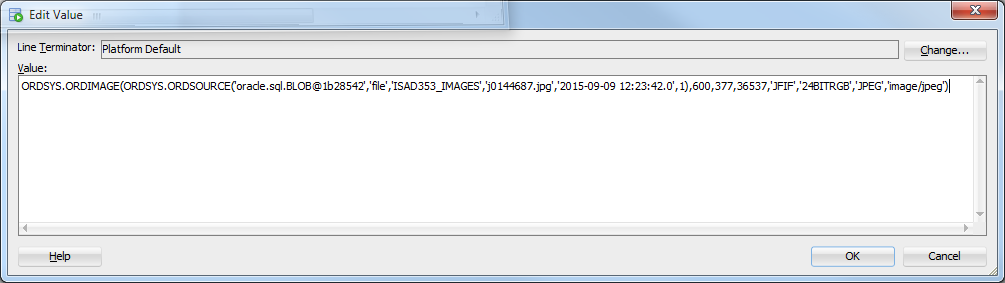 Edit Value
Line Terminator: Platform Default Change...
Value:
ORDSYS.ORDIMAGE(ORDSYS.ORDSOURCE('oracle.sql.BLOB@1b28542','file','ISAD353_IMAGES','j0144687.jpg','2015-09-09 12:23:42.0',1),600,377,36537,'JFIF','24BITRGB','JPEG','image/jpeg')
Help OK Cancel